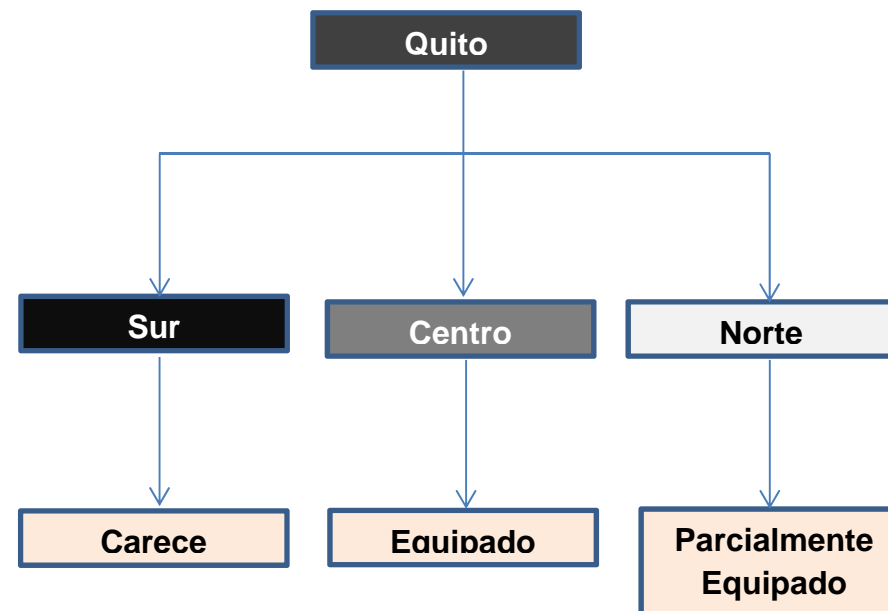 Quito
Sur
Centro
Norte
Carece
Equipado
Parcialmente
Equipado